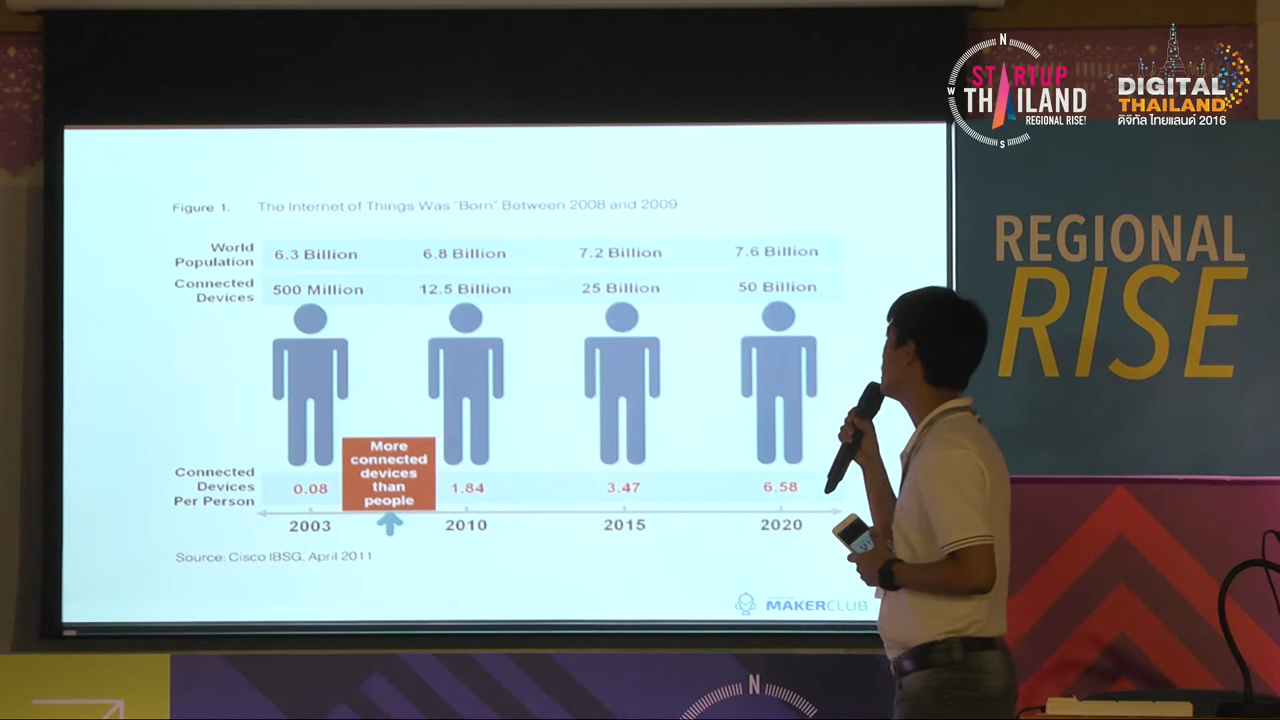 N
STARTUP
W THAILAND
REGIONAL RISE!
S
DIGITAL
THAILAND
ดิจิทัล ไทยแลนด์ 2016
REGIONAL
RISE
Figure 1. The Internet of Things Was "Born" Between 2008 and 2009
World Population 6.3 Billion 6.8 Billion 7.2 Billion 7.6 Billion
Connected Devices 500 Million 12.5 Billion 25 Billion 50 Billion
More
connected
devices
than
people
Connected Devices Per Person 0.08 1.84 3.47 6.58
2003 2010 2015 2020
Source: Cisco IBSG, April 2011
MAKERCLUB
N